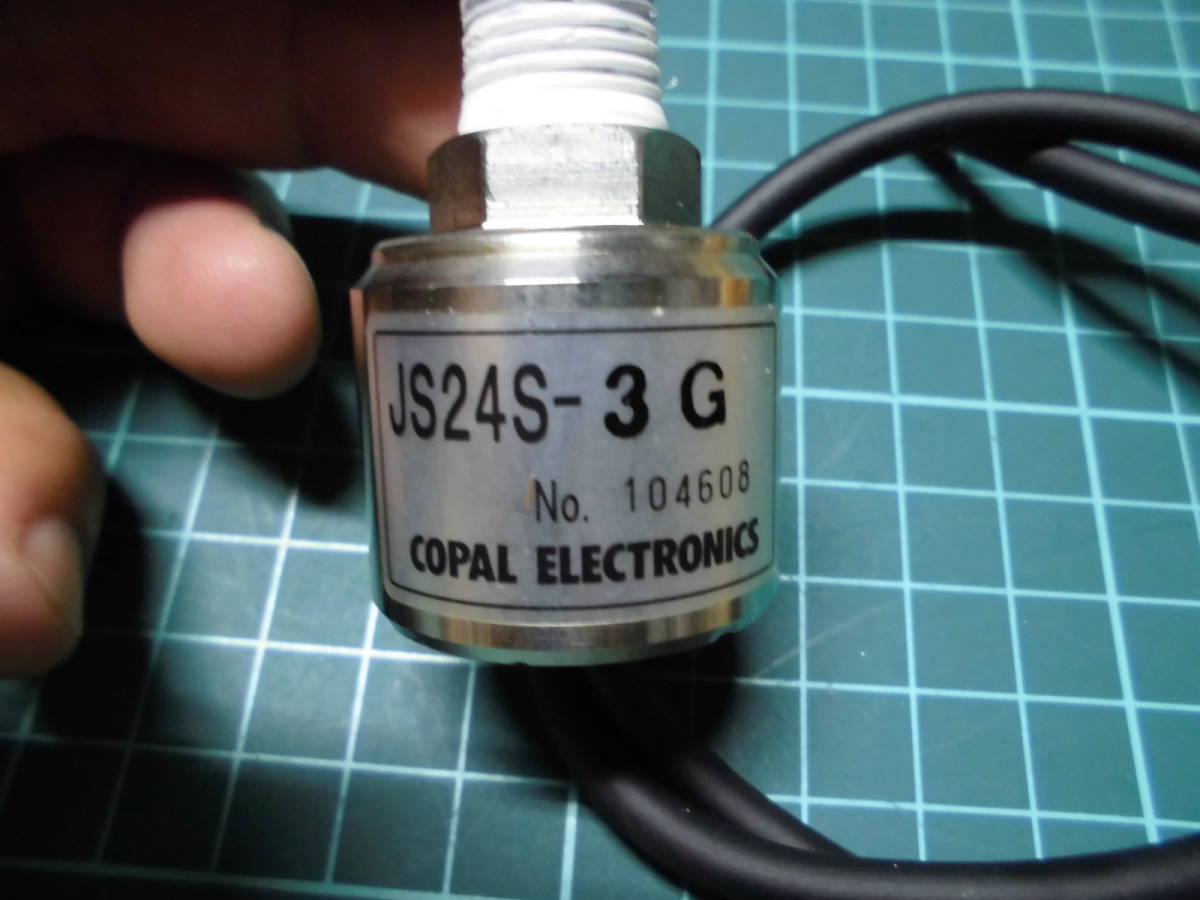 JS24S-3 G
No. 104608
COPAL ELECTRONICS